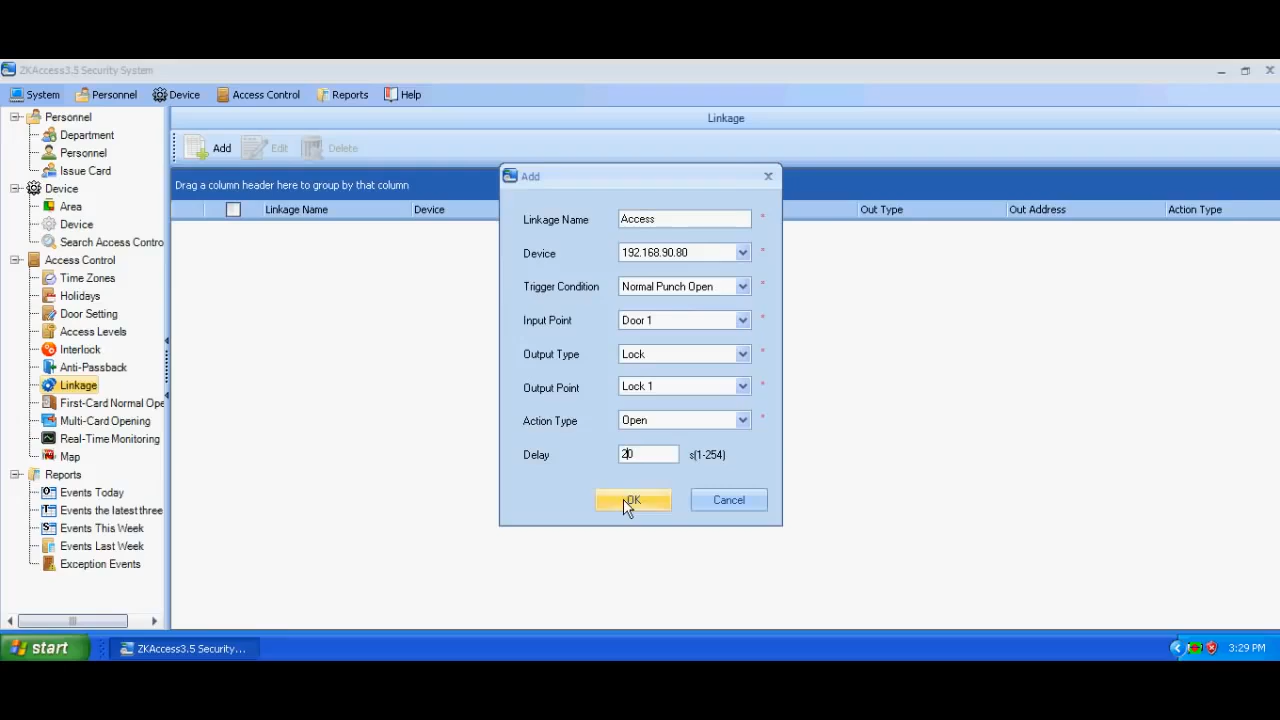 ZKAccess3.5 Security System
System Personnel Device Access Control Reports Help
Personnel
Department
Personnel
Issue Card
Device
Area
Device
Search Access Contro
Access Control
Time Zones
Holidays
Door Setting
Access Levels
Interlock
Anti-Passback
Linkage
First-Card Normal Ope
Multi-Card Opening
Real-Time Monitoring
Map
Reports
Events Today
Events the latest three
Events This Week
Events Last Week
Exception Events
Linkage
Add Edit Delete
Drag a column header here to group by that column
Linkage Name Device Out Type Out Address Action Type
Add
Linkage Name Access *
Device 192.168.90.80 *
Trigger Condition Normal Punch Open *
Input Point Door 1 *
Output Type Lock *
Output Point Lock 1 *
Action Type Open *
Delay 20 s(1-254)
OK Cancel
start ZKAccess3.5 Security... 3:29 PM